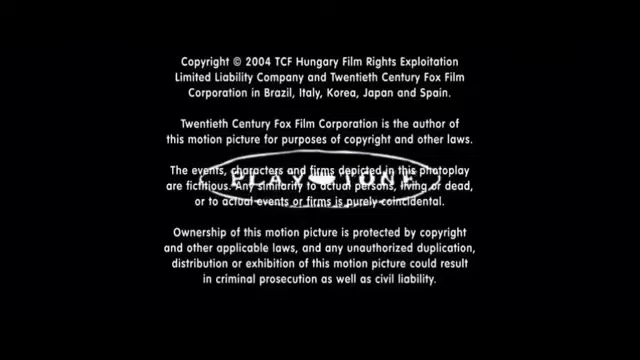 Copyright © 2004 TCF Hungary Film Rights Exploitation
Limited Liability Company and Twentieth Century Fox Film
Corporation in Brazil, Italy, Korea, Japan and Spain.
Twentieth Century Fox Film Corporation is the author of
this motion picture for purposes of copyright and other laws.
The events, characters and firms depicted in this photoplay
PLAY TONE
are ficitious. Any similarity to actual persons, living or dead,
or to actual events or firms is purely coincidental.
Ownership of this motion picture is protected by copyright
and other applicable laws, and any unauthorized duplication,
distribution or exhibition of this motion picture could result
in criminal prosecution as well as civil liability.